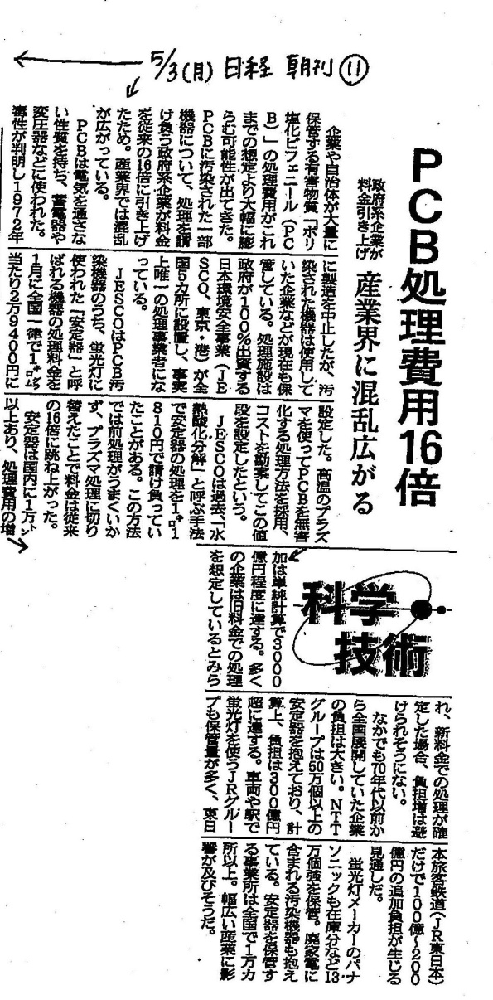 5/3(月) 日経 朝刊 ⑪
PCB処理費用16倍
政府系企業が
料金引き上げ
産業界に混乱広がる
企業や自治体が大量に
保管する有害物質「ポリ
塩化ビフェニール（PC
B）」の処理費用がこれ
までの想定より大幅に膨
らむ可能性が出てきた。
PCBに汚染された一部
機器について、処理を請
け負う政府系企業が料金
を従来の16倍に引き上げ
たため。産業界では混乱
が広がっている。
PCBは電気を通さな
い性質を持ち、蓄電器や
変圧器などに使われた。
毒性が判明し1972年
に製造を中止したが、汚
染された機器は使用して
いた企業などが現在も保
管している。処理施設は
政府が100％出資する
日本環境安全事業（JE
SCO、東京・港）が全
国5カ所に設置し、事実
上唯一の処理事業者にな
っている。
JESCOはPCB汚
染機器のうち、蛍光灯に
使われた「安定器」と呼
ばれる機器の処理料金を
1月に全国一律で1㌔㌘
当たり2万9400円に
設定した。高温のプラズ
マを使ってPCBを無害
化する処理方法を採用、
コストを勘案してこの値
段を設定したという。
JESCOは過去、「水
熱酸化分解」と呼ぶ手法
で安定器の処理を1㌔1
810円で請け負ってい
たことがある。この方法
では前処理がうまくいか
ず、プラズマ処理に切り
替えたことで料金は従来
の16倍に跳ね上がった。
安定器は国内に1万㌧
以上あり、処理費用の増
科学
技術
加は単純計算で3000
億円程度に達する。多く
の企業は旧料金での処理
を想定しているとみら
れ、新料金での処理が確
定した場合、負担増は避
けられそうにない。
なかでも70年代以前か
ら全国展開していた企業
の負担は大きい。NTT
グループは50万個以上の
安定器を抱えており、計
算上、負担は300億円
超に達する。車両や駅で
蛍光灯を使うJRグルー
プも保管量が多く、東日
本旅客鉄道（JR東日本）
だけで100億〜200
億円の追加負担が生じる
見通しだ。
蛍光灯メーカーのパナ
ソニックも在庫分など13
万個強を保管。廃家電に
含まれる汚染機器も抱え
ている。安定器を保管す
る事業所は全国で1万カ
所以上。幅広い産業に影
響が及びそうだ。